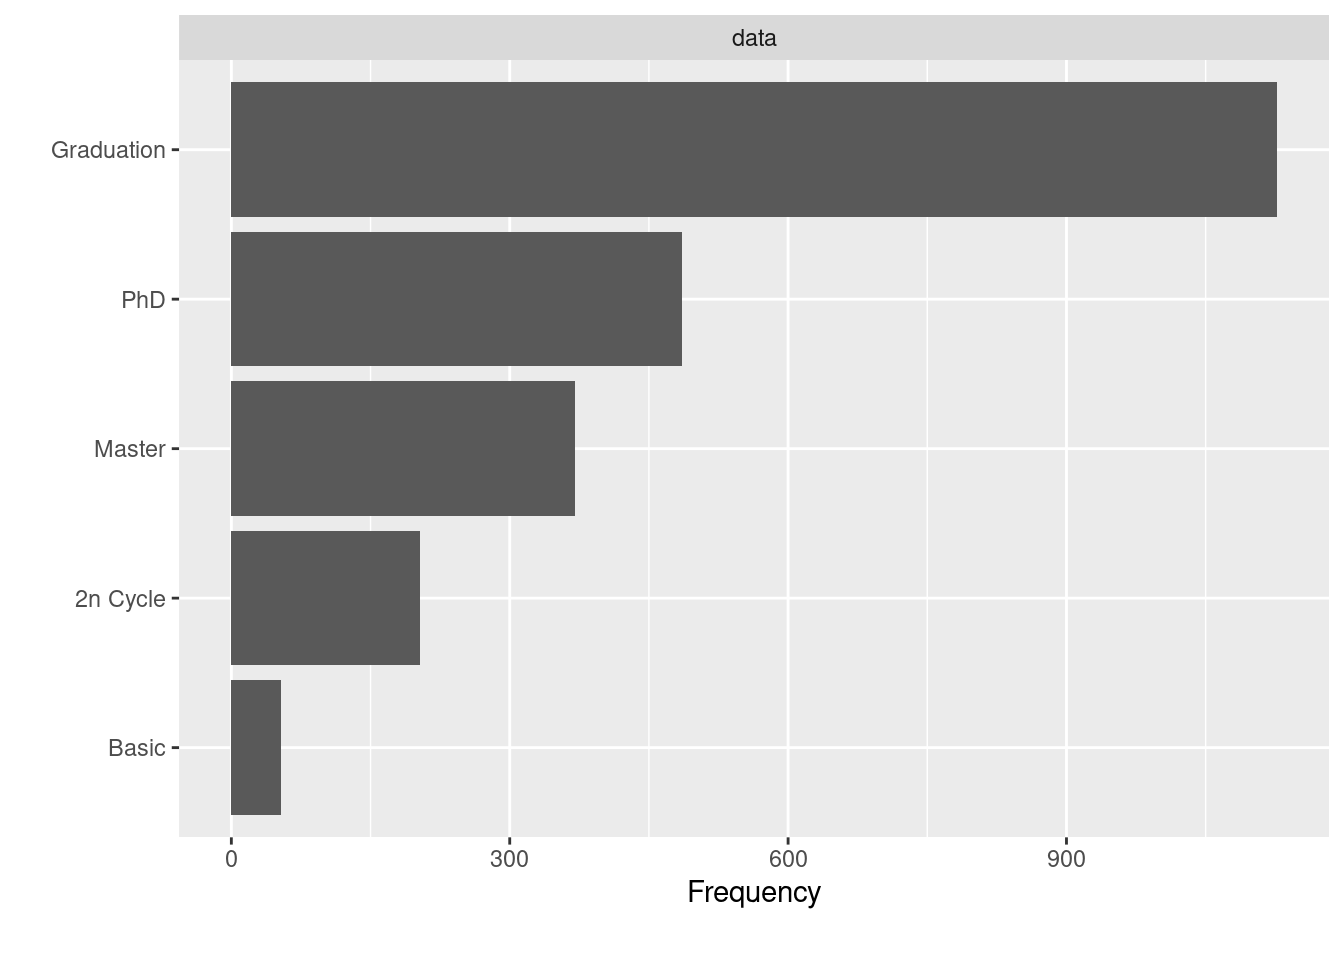 data
Graduation
PhD
Master
2n Cycle
Basic
0 300 600 900
Frequency